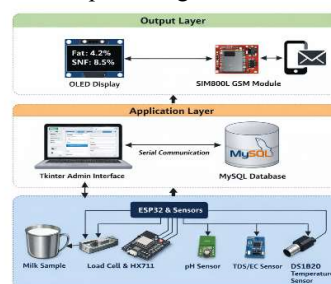 Output Layer
Fat: 4.2%
SNF: 8.5%
OLED Display
SIM800L GSM Module
Application Layer
Serial Communication
MySQL
Tkinter Admin Interface
MySQL Database
ESP32 & Sensors
Milk Sample
Load Cell & HX711
pH Sensor
TDS/EC Sensor
DS1B20
Temperature
Sensor